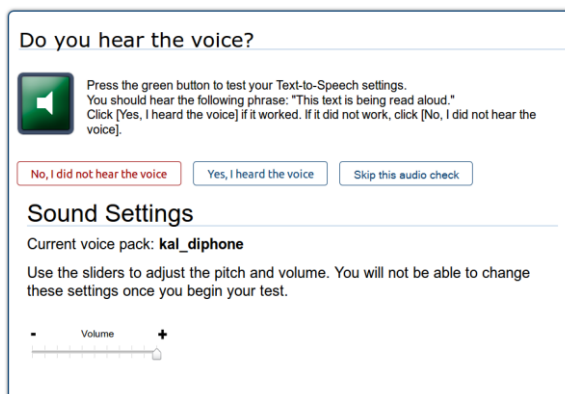 Do you hear the voice?
Press the green button to test your Text-to-Speech settings.
You should hear the following phrase: "This text is being read aloud."
Click [Yes, I heard the voice] if it worked. If it did not work, click [No, I did not hear the
voice].
No, I did not hear the voice
Yes, I heard the voice
Skip this audio check
Sound Settings
Current voice pack: kal_diphone
Use the sliders to adjust the pitch and volume. You will not be able to change
these settings once you begin your test.
- Volume +